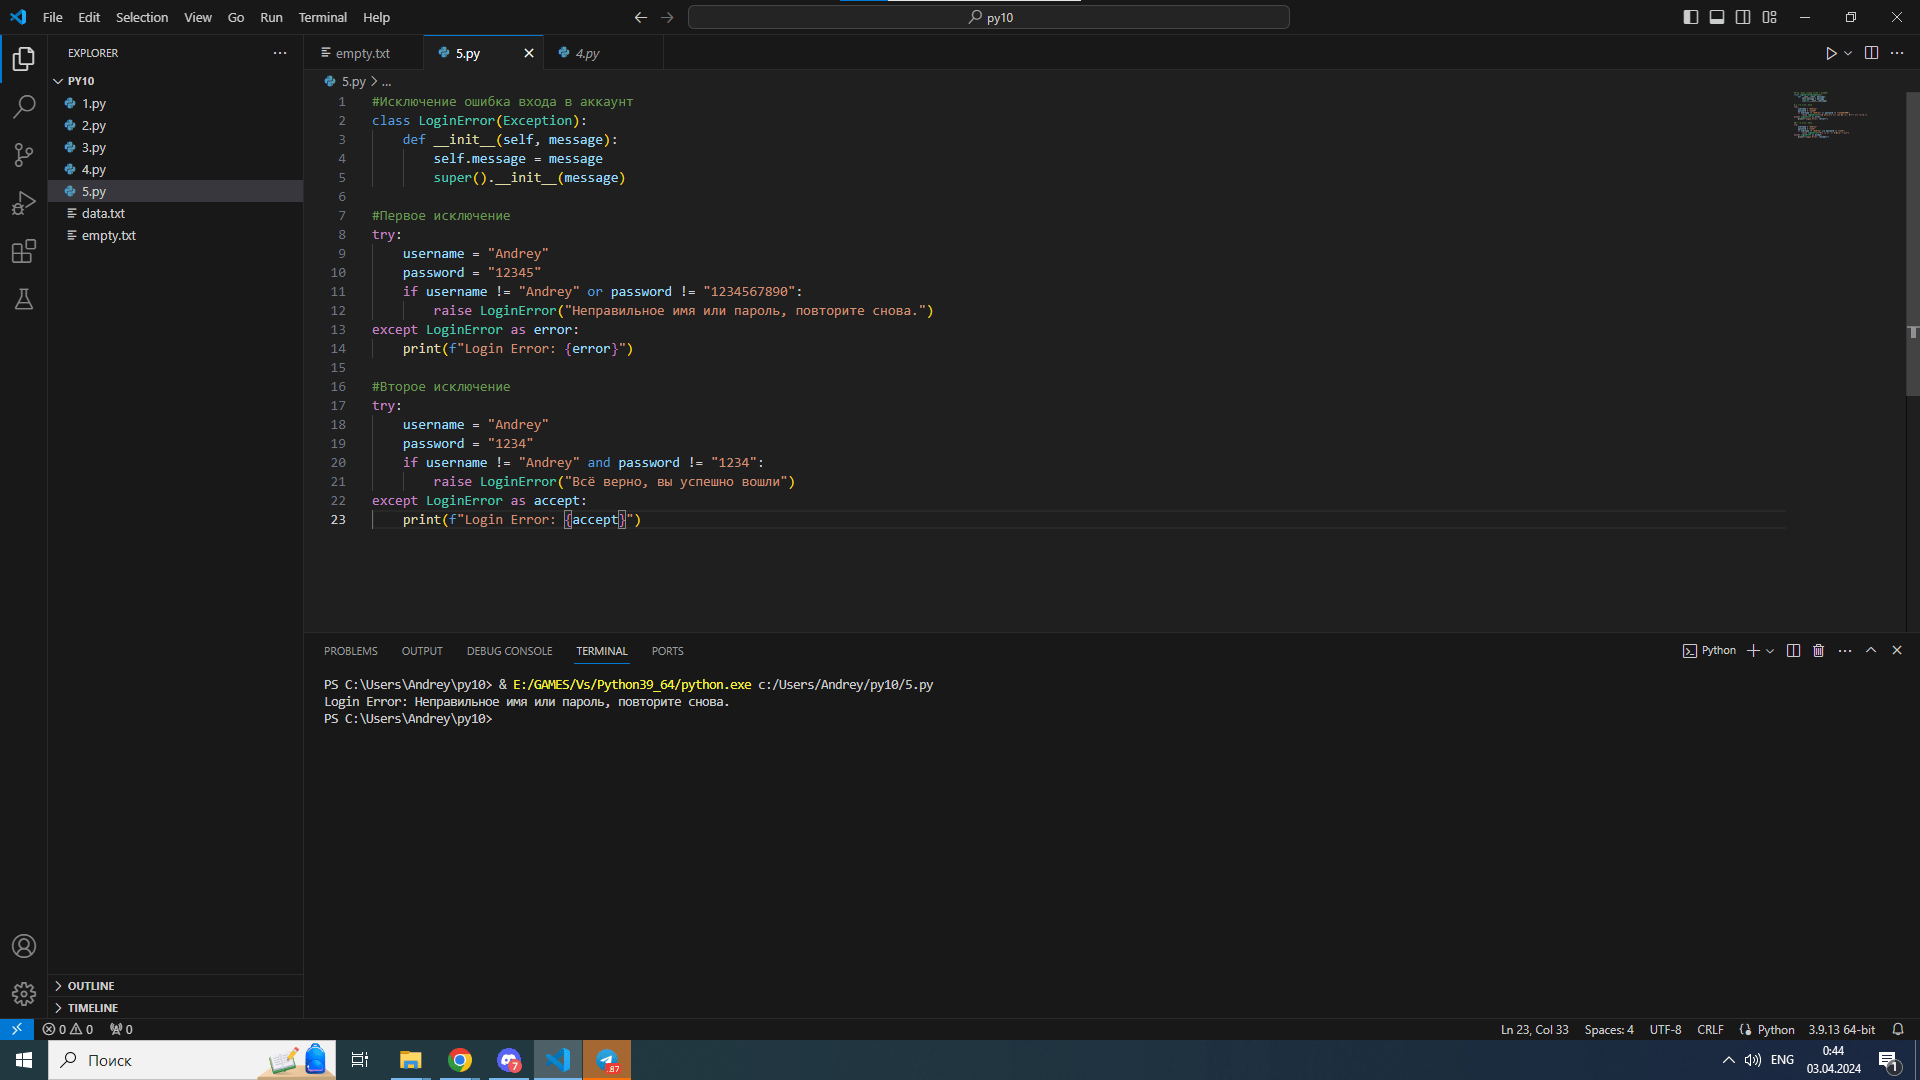 File Edit Selection View Go Run Terminal Help
py10
EXPLORER
PY10
1.py
2.py
3.py
4.py
5.py
data.txt
empty.txt
OUTLINE
TIMELINE
empty.txt 5.py 4.py
5.py > ...
1 #Исключение ошибка входа в аккаунт
2 class LoginError(Exception):
3 def __init__(self, message):
4 self.message = message
5 super().__init__(message)
6
7 #Первое исключение
8 try:
9 username = "Andrey"
10 password = "12345"
11 if username != "Andrey" or password != "1234567890":
12 raise LoginError("Неправильное имя или пароль, повторите снова.")
13 except LoginError as error:
14 print(f"Login Error: {error}")
15
16 #Второе исключение
17 try:
18 username = "Andrey"
19 password = "1234"
20 if username != "Andrey" and password != "1234":
21 raise LoginError("Всё верно, вы успешно вошли")
22 except LoginError as accept:
23 print(f"Login Error: {accept}")
PROBLEMS OUTPUT DEBUG CONSOLE TERMINAL PORTS
Python
PS C:\Users\Andrey\py10> & E:/GAMES/Vs/Python39_64/python.exe c:/Users/Andrey/py10/5.py
Login Error: Неправильное имя или пароль, повторите снова.
PS C:\Users\Andrey\py10>
0 0 0
Ln 23, Col 33 Spaces: 4 UTF-8 CRLF Python 3.9.13 64-bit
Поиск
7
87
ENG
0:44
03.04.2024
1